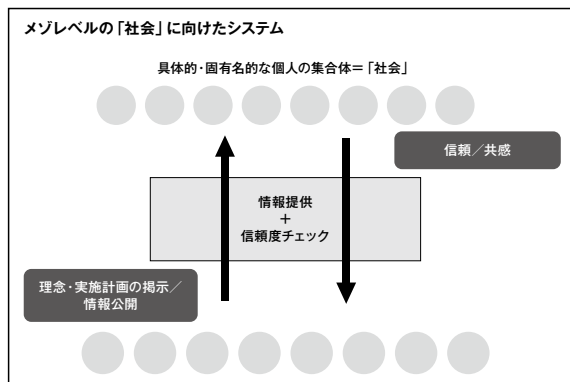 メゾレベルの「社会」に向けたシステム
具体的・固有名的な個人の集合体＝「社会」
信頼／共感
情報提供
＋
信頼度チェック
理念・実施計画の掲示／
情報公開